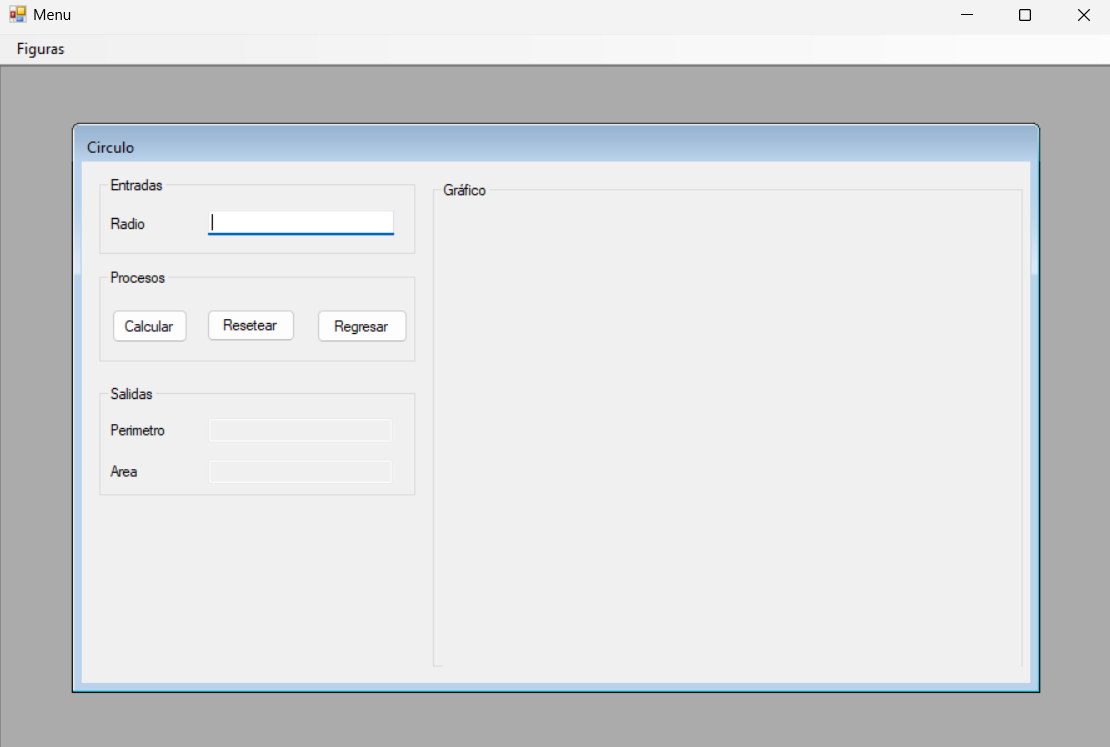 Menu
Figuras
Circulo
Entradas
Radio
Procesos
Calcular Resetear Regresar
Salidas
Perimetro
Area
Gráfico